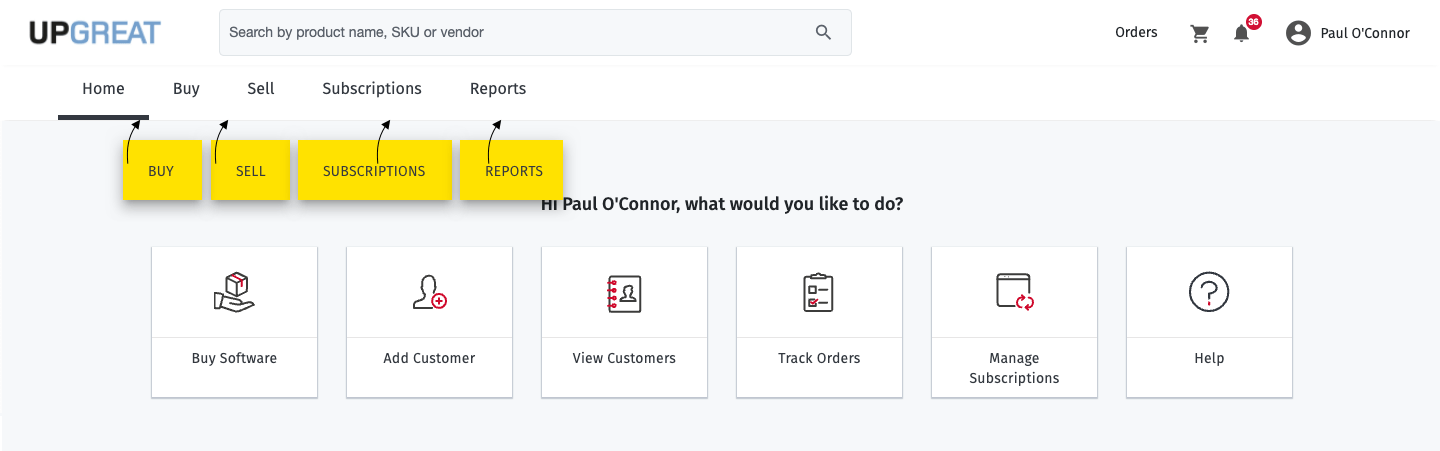 UPGREAT
Search by product name, SKU or vendor
Orders
36
Paul O'Connor
Home
Buy
Sell
Subscriptions
Reports
BUY
SELL
SUBSCRIPTIONS
REPORTS
Hi Paul O'Connor, what would you like to do?
Buy Software
Add Customer
View Customers
Track Orders
Manage
Subscriptions
Help